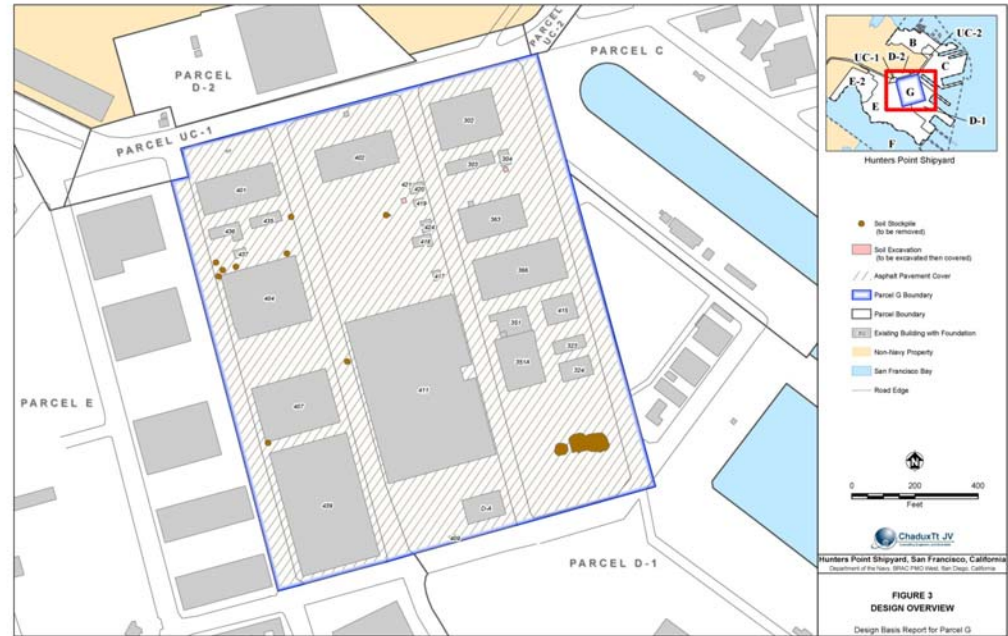 PARCEL
UC-2
PARCEL C
PARCEL
D-2
PARCEL UC-1
302
402
303
304
401
421
420
419
435
436
424
418
363
437
417
366
404
415
351
351A
323
324
411
407
PARCEL E
439
D-A
409
PARCEL D-1
B
UC-2
UC-1
D-2
C
E-2
G
E
D-1
F
Hunters Point Shipyard
Soil Stockpile
(to be removed)
Soil Excavation
(to be excavated then covered)
Asphalt Pavement Cover
Parcel G Boundary
Parcel Boundary
Existing Building with Foundation
Non-Navy Property
San Francisco Bay
Road Edge
N
0 200 400
Feet
ChaduxTt JV
Hunters Point Shipyard, San Francisco, California
Department of the Navy, BRAC PMO West, San Diego, California
FIGURE 3
DESIGN OVERVIEW
Design Basis Report for Parcel G